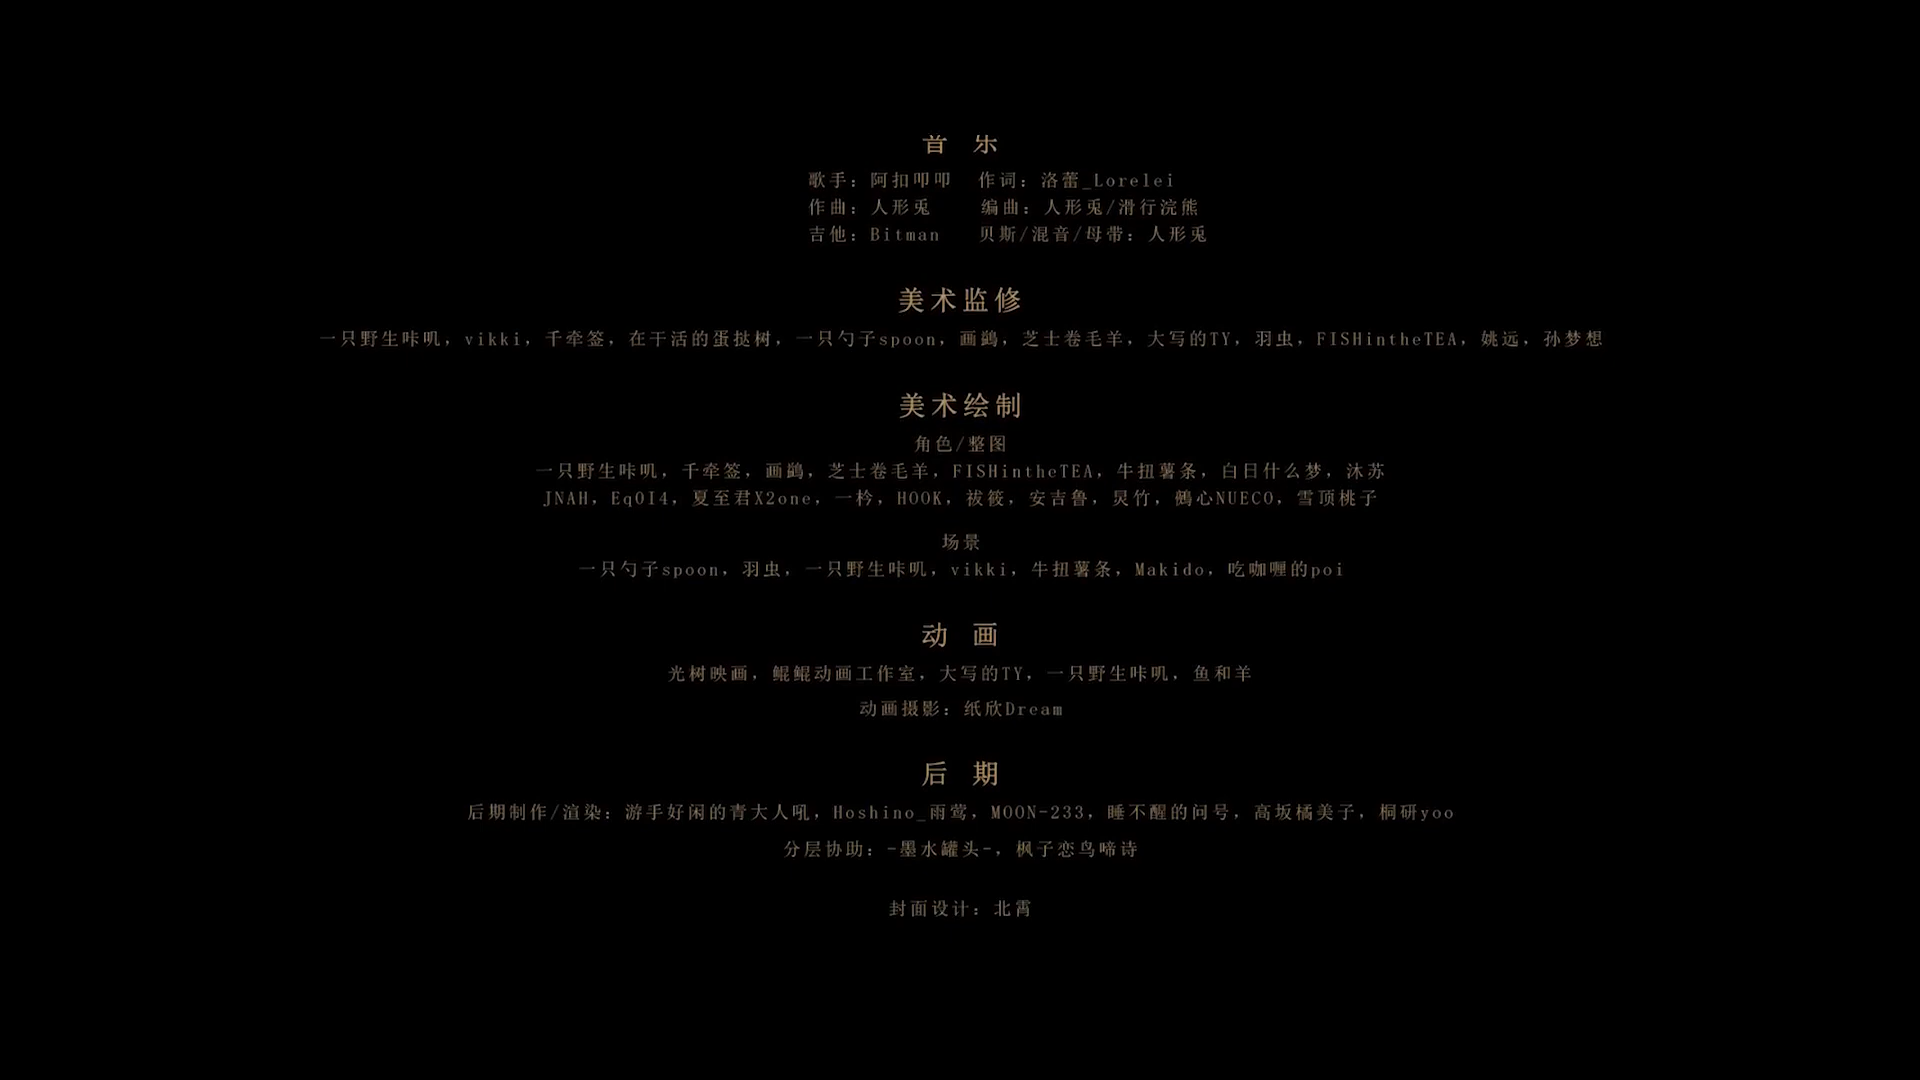 音 乐
歌手：阿扣叩叩 作词：洛蕾_Lorelei
作曲：人形兎 编曲：人形兎/滑行浣熊
吉他：Bitman 贝斯/混音/母带：人形兎
美术监修
一只野生咔叽，vikki，千牵签，在干活的蛋挞树，一只勺子spoon，画鹢，芝士卷毛羊，大写的TY，羽虫，FISHintheTEA，姚远，孙梦想
美术绘制
角色/整图
一只野生咔叽，千牵签，画鹢，芝士卷毛羊，FISHintheTEA，牛扭薯条，白日什么梦，沐苏
JNAH，EqOI4，夏至君X2one，一柃，HOOK，祓筱，安吉鲁，炅竹，鸺心NUECO，雪顶桃子
场景
一只勺子spoon，羽虫，一只野生咔叽，vikki，牛扭薯条，Makido，吃咖喱的poi
动 画
光树映画，鲲鲲动画工作室，大写的TY，一只野生咔叽，鱼和羊
动画摄影：纸欣Dream
后 期
后期制作/渲染：游手好闲的青大人吼，Hoshino_雨莺，MOON-233，睡不醒的问号，高坂橘美子，桐研yoo
分层协助：-墨水罐头-，枫子恋鸟啼诗
封面设计：北霄